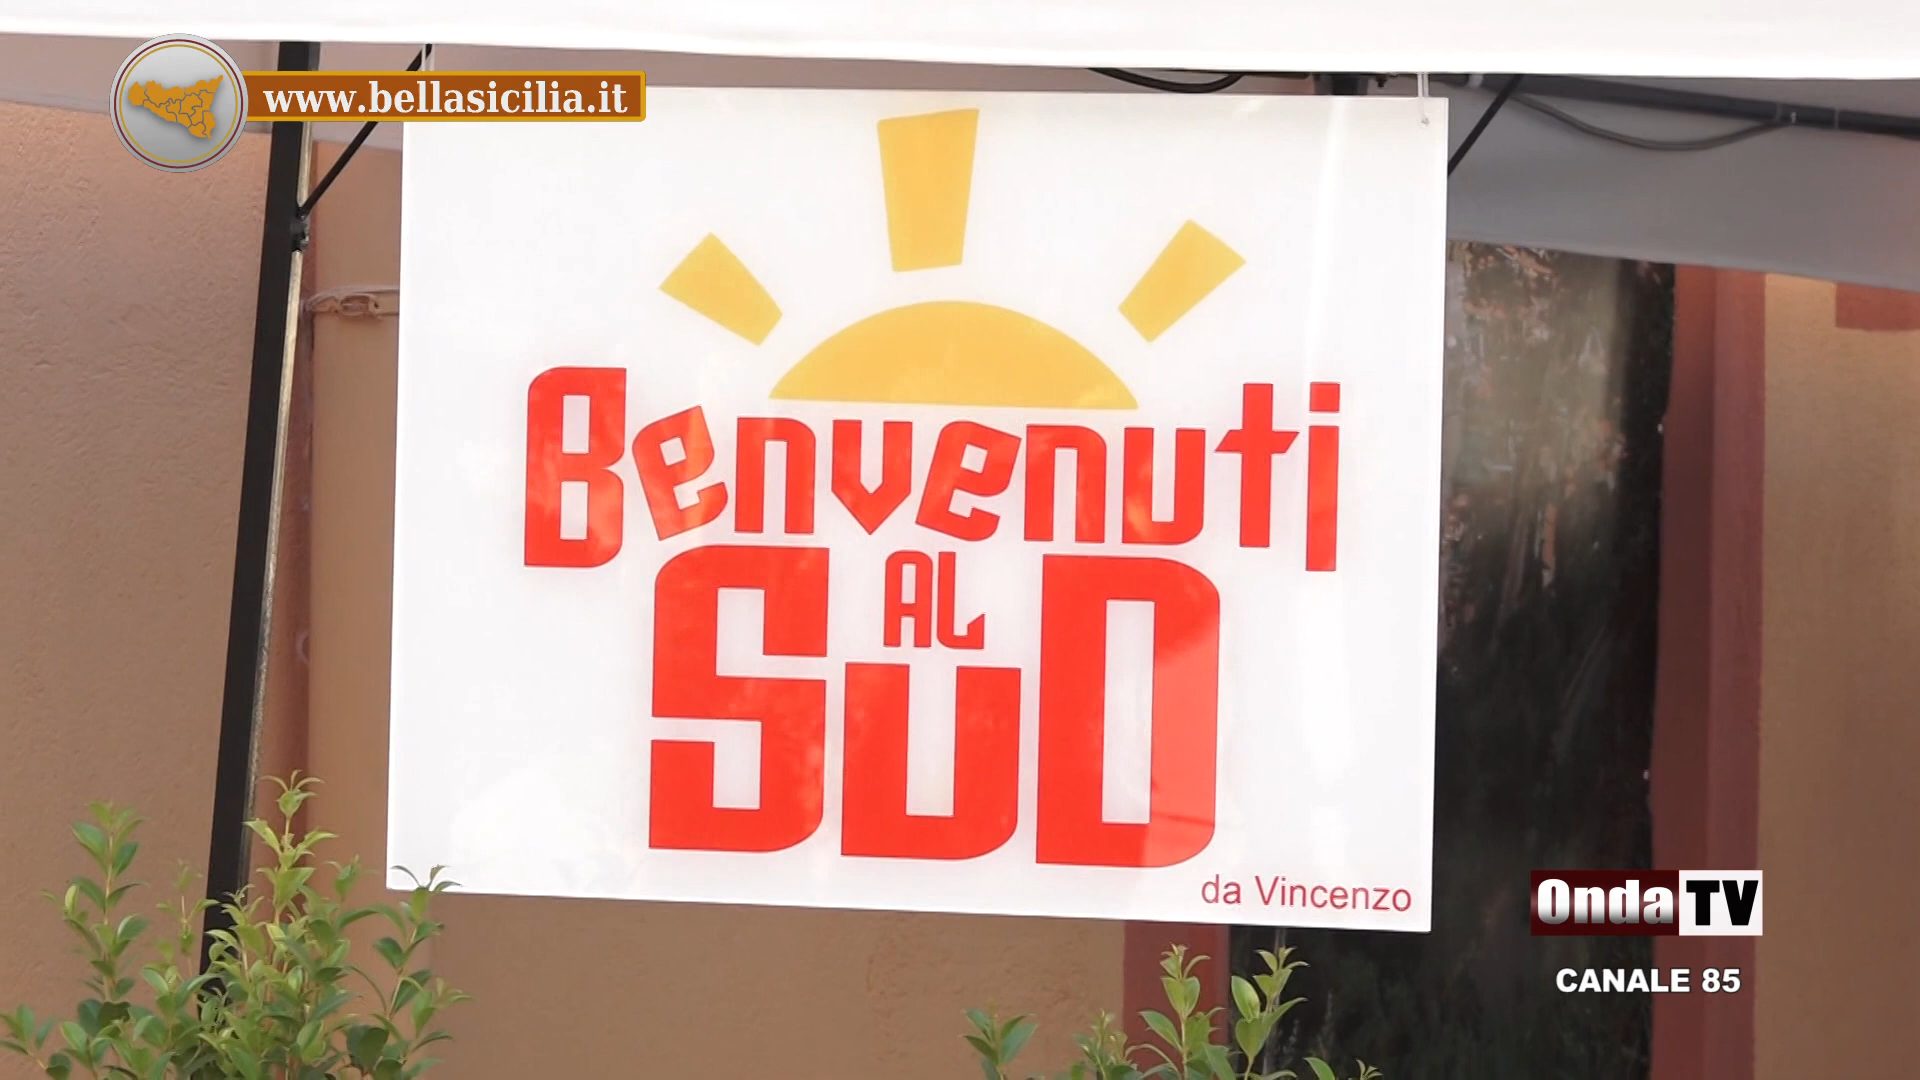 www.bellasicilia.it
Benvenuti
AL
SUD
da Vincenzo
Onda TV
CANALE 85